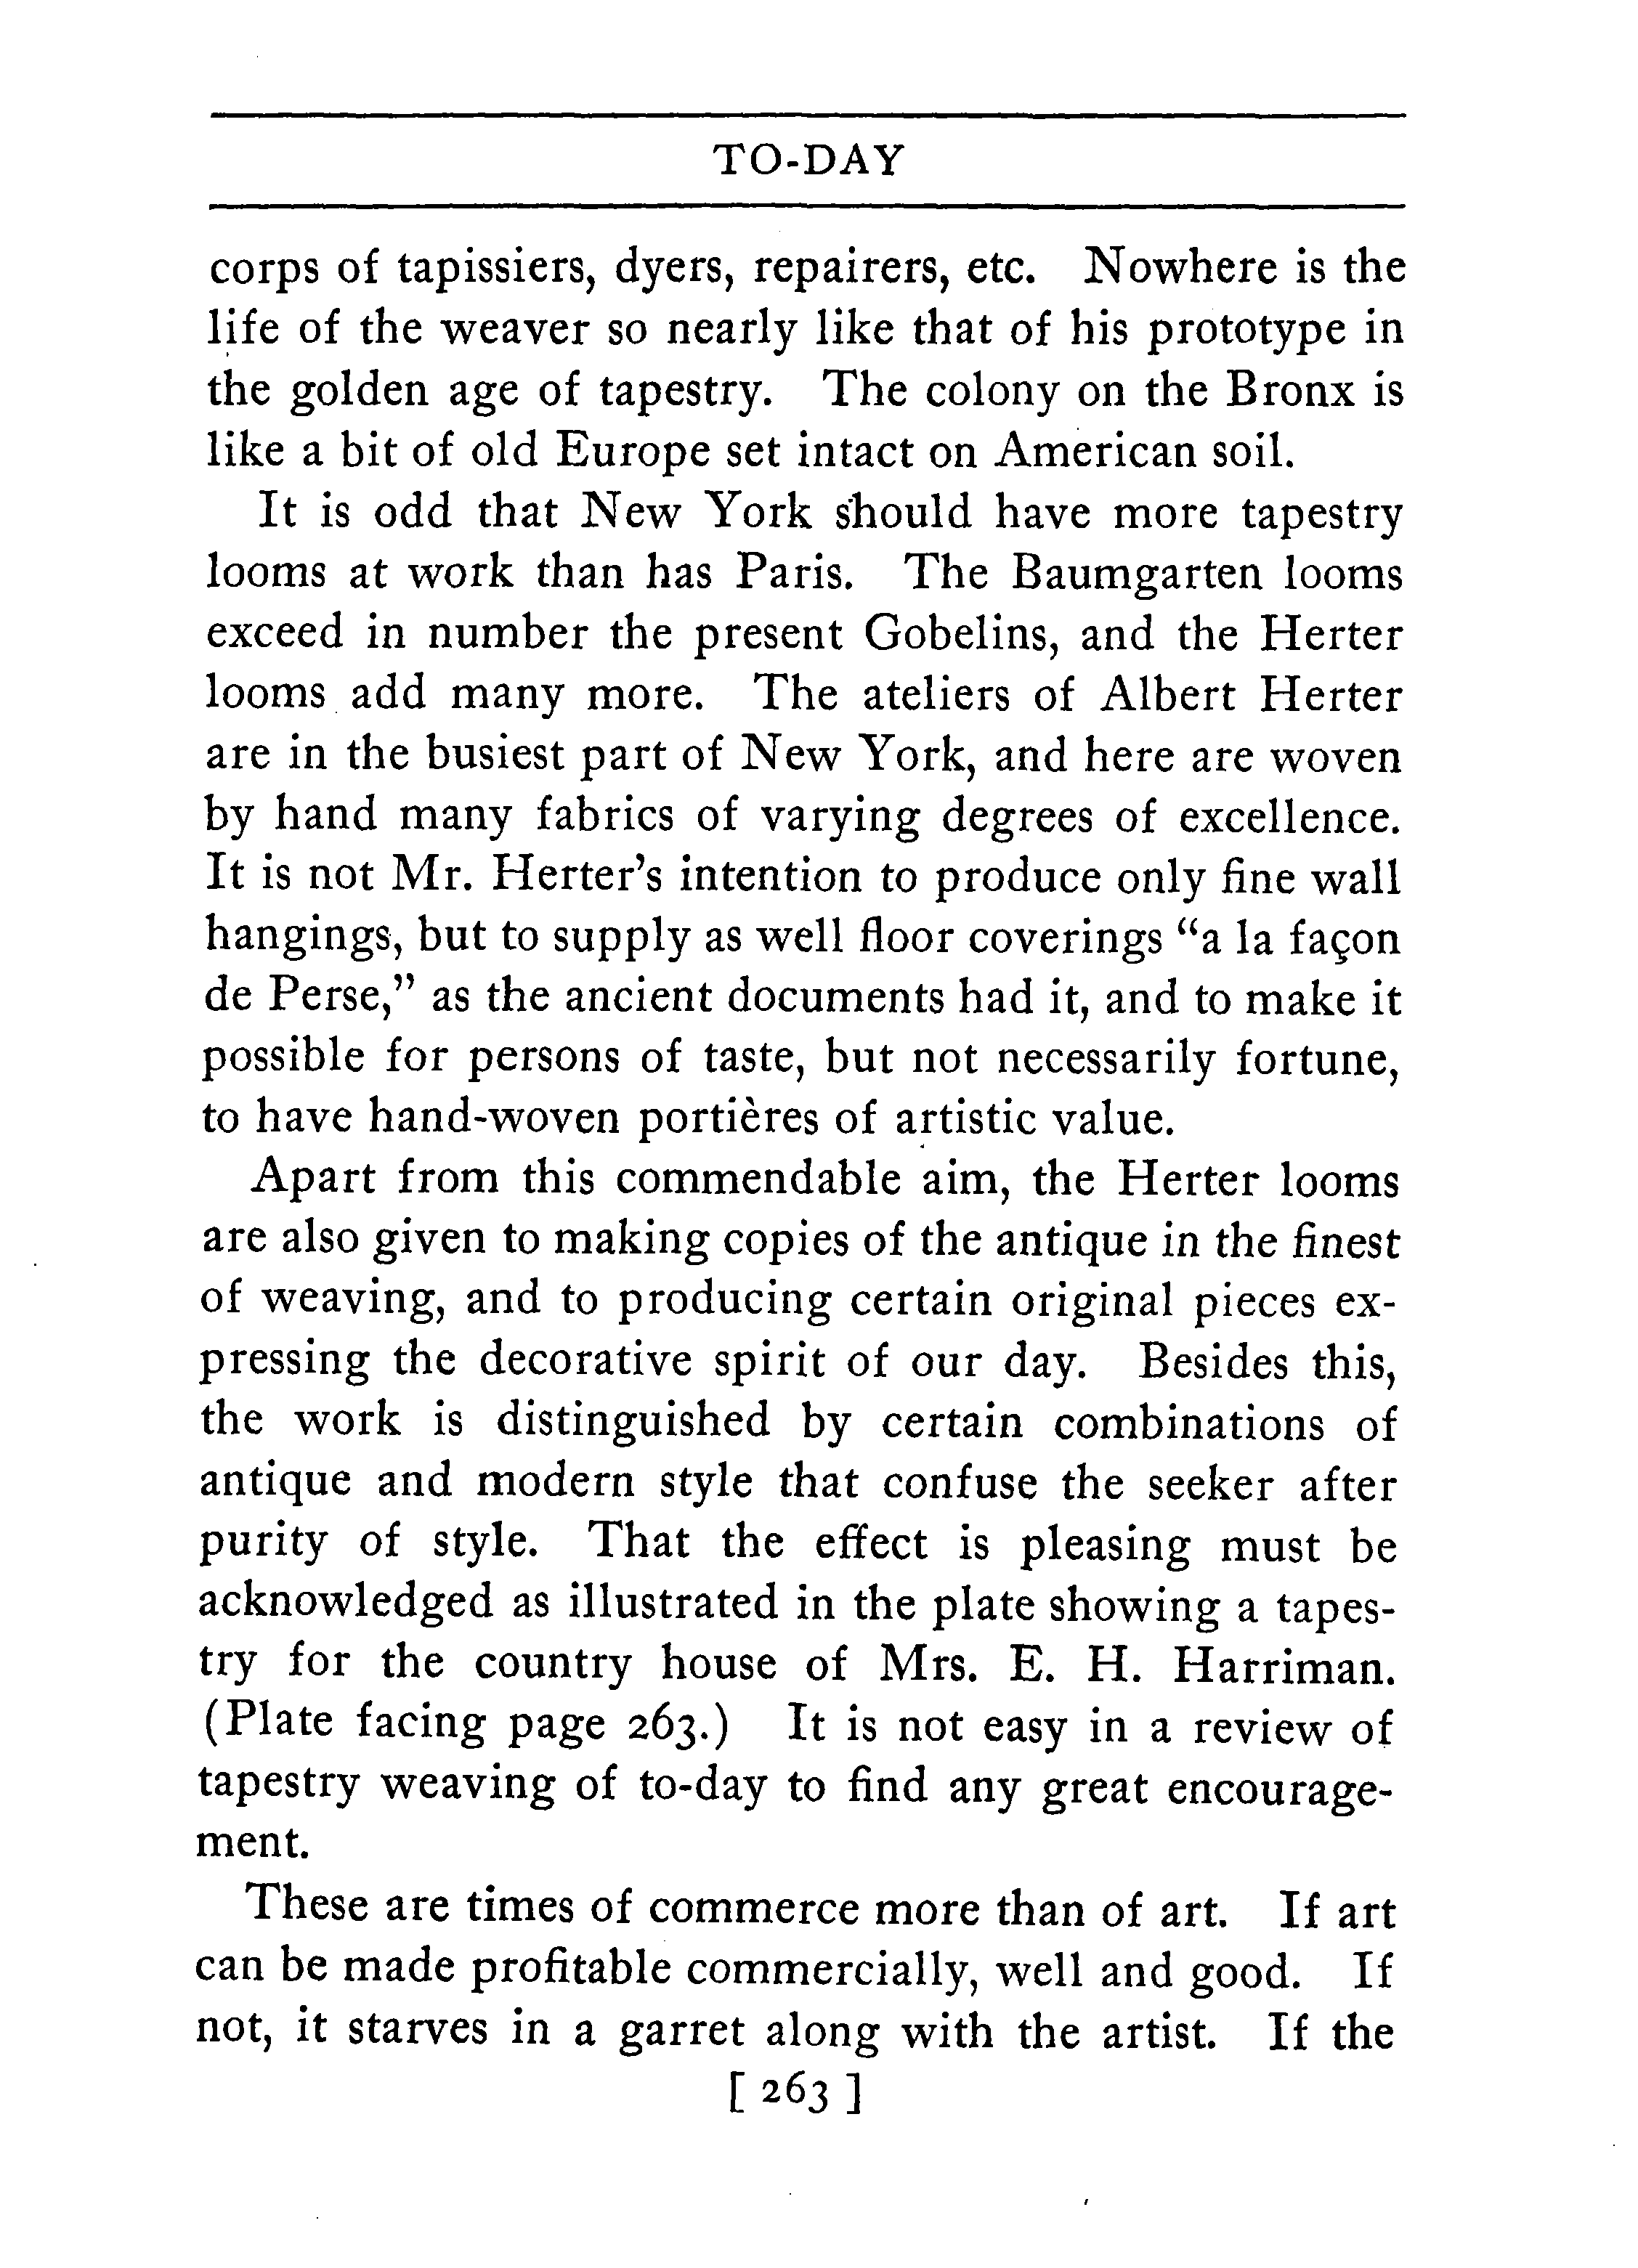 TO-DAY
corps of tapissiers, dyers, repairers, etc. Nowhere is the
life of the weaver so nearly like that of his prototype in
the golden age of tapestry. The colony on the Bronx is
like a bit of old Europe set intact on American soil.
It is odd that New York should have more tapestry
looms at work than has Paris. The Baumgarten looms
exceed in number the present Gobelins, and the Herter
looms add many more. The ateliers of Albert Herter
are in the busiest part of New York, and here are woven
by hand many fabrics of varying degrees of excellence.
It is not Mr. Herter's intention to produce only fine wall
hangings, but to supply as well floor coverings "a la façon
de Perse," as the ancient documents had it, and to make it
possible for persons of taste, but not necessarily fortune,
to have hand-woven portières of artistic value.
Apart from this commendable aim, the Herter looms
are also given to making copies of the antique in the finest
of weaving, and to producing certain original pieces ex-
pressing the decorative spirit of our day. Besides this,
the work is distinguished by certain combinations of
antique and modern style that confuse the seeker after
purity of style. That the effect is pleasing must be
acknowledged as illustrated in the plate showing a tapes-
try for the country house of Mrs. E. H. Harriman.
(Plate facing page 263.) It is not easy in a review of
tapestry weaving of to-day to find any great encourage-
ment.
These are times of commerce more than of art. If art
can be made profitable commercially, well and good. If
not, it starves in a garret along with the artist. If the
[ 263 ]